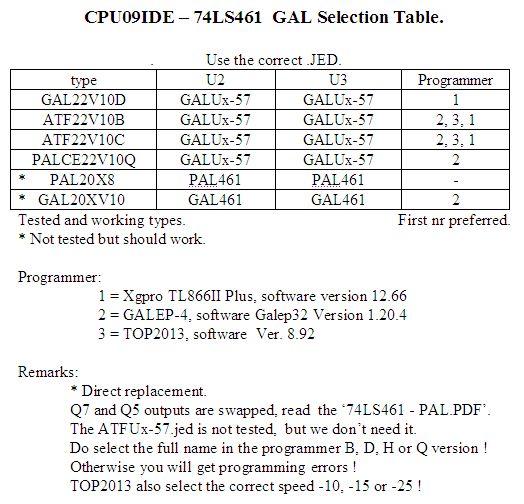 CPU09IDE – 74LS461 GAL Selection Table.
. Use the correct .JED.
type U2 U3 Programmer
GAL22V10D GALUx-57 GALUx-57 1
ATF22V10B GALUx-57 GALUx-57 2, 3, 1
ATF22V10C GALUx-57 GALUx-57 2, 3, 1
PALCE22V10Q GALUx-57 GALUx-57 2
* PAL20X8 PAL461 PAL461 -
* GAL20XV10 GAL461 GAL461 2
Tested and working types. First nr preferred.
* Not tested but should work.
Programmer:
1 = Xgpro TL866II Plus, software version 12.66
2 = GALEP-4, software Galep32 Version 1.20.4
3 = TOP2013, software Ver. 8.92
Remarks:
* Direct replacement.
Q7 and Q5 outputs are swapped, read the ‘74LS461 - PAL.PDF’.
The ATFUx-57.jed is not tested, but we don’t need it.
Do select the full name in the programmer B, D, H or Q version !
Otherwise you will get programming errors !
TOP2013 also select the correct speed -10, -15 or -25 !